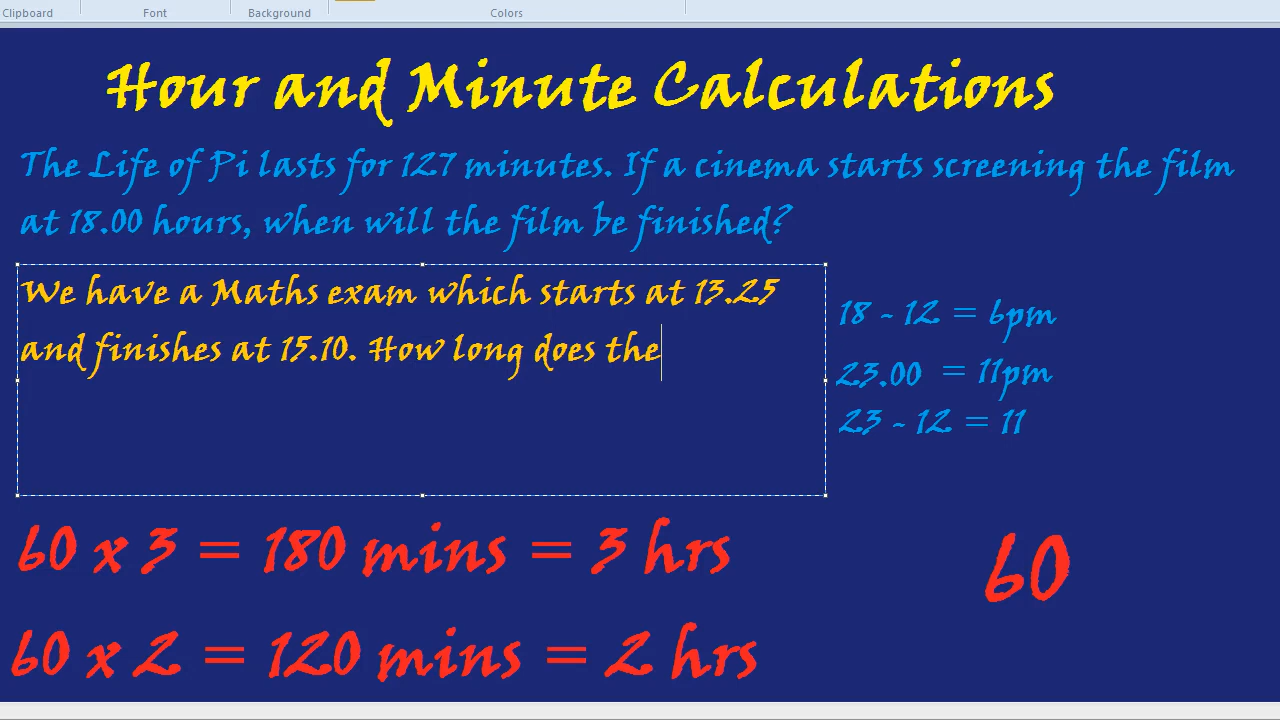 Clipboard Font Background Colors
Hour and Minute Calculations
The Life of Pi lasts for 127 minutes. If a cinema starts screening the film
at 18.00 hours, when will the film be finished?
We have a Maths exam which starts at 13.25
and finishes at 15.10. How long does the
18 - 12 = 6pm
23.00 = 11pm
23 - 12 = 11
60 x 3 = 180 mins = 3 hrs
60
60 x 2 = 120 mins = 2 hrs